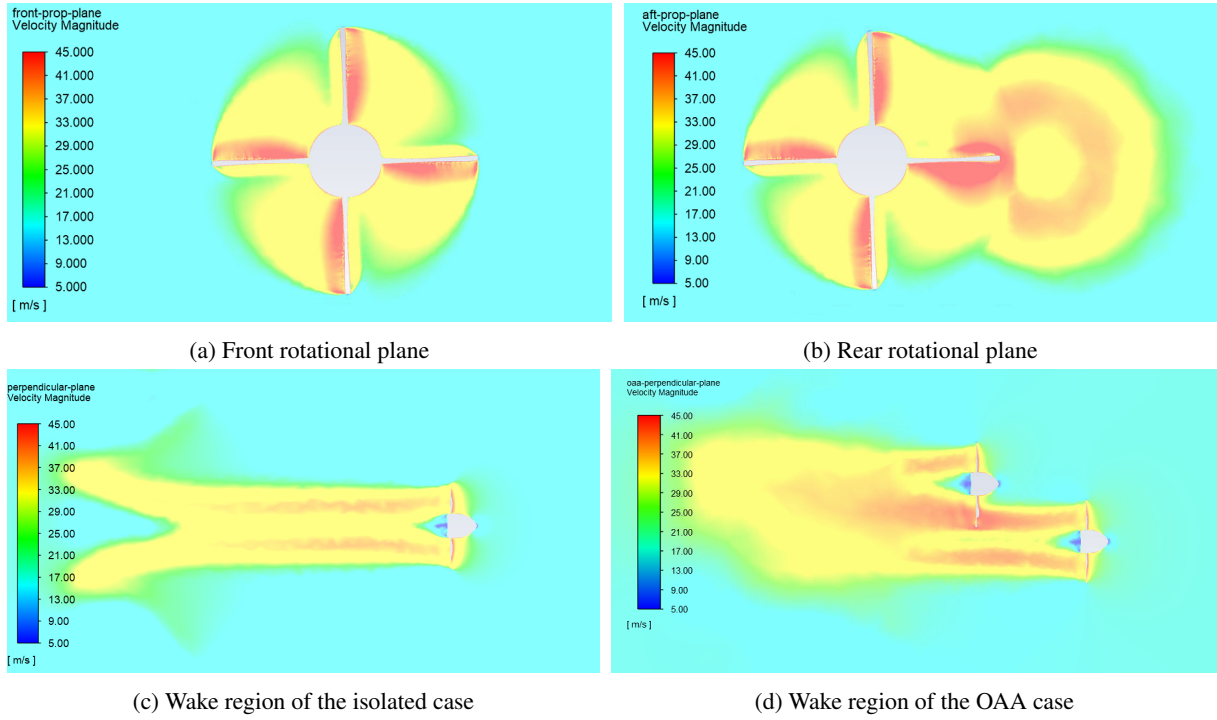 front-prop-plane
Velocity Magnitude
45.000
41.000
37.000
33.000
29.000
25.000
21.000
17.000
13.000
9.000
5.000
[ m/s ]
(a) Front rotational plane
aft-prop-plane
Velocity Magnitude
45.00
41.00
37.00
33.00
29.00
25.00
21.00
17.00
13.00
9.00
5.00
[ m/s ]
(b) Rear rotational plane
perpendicular-plane
Velocity Magnitude
45.00
41.00
37.00
33.00
29.00
25.00
21.00
17.00
13.00
9.00
5.00
[ m/s ]
(c) Wake region of the isolated case
oaa-perpendicular-plane
Velocity Magnitude
45.00
41.00
37.00
33.00
29.00
25.00
21.00
17.00
13.00
9.00
5.00
[ m/s ]
(d) Wake region of the OAA case